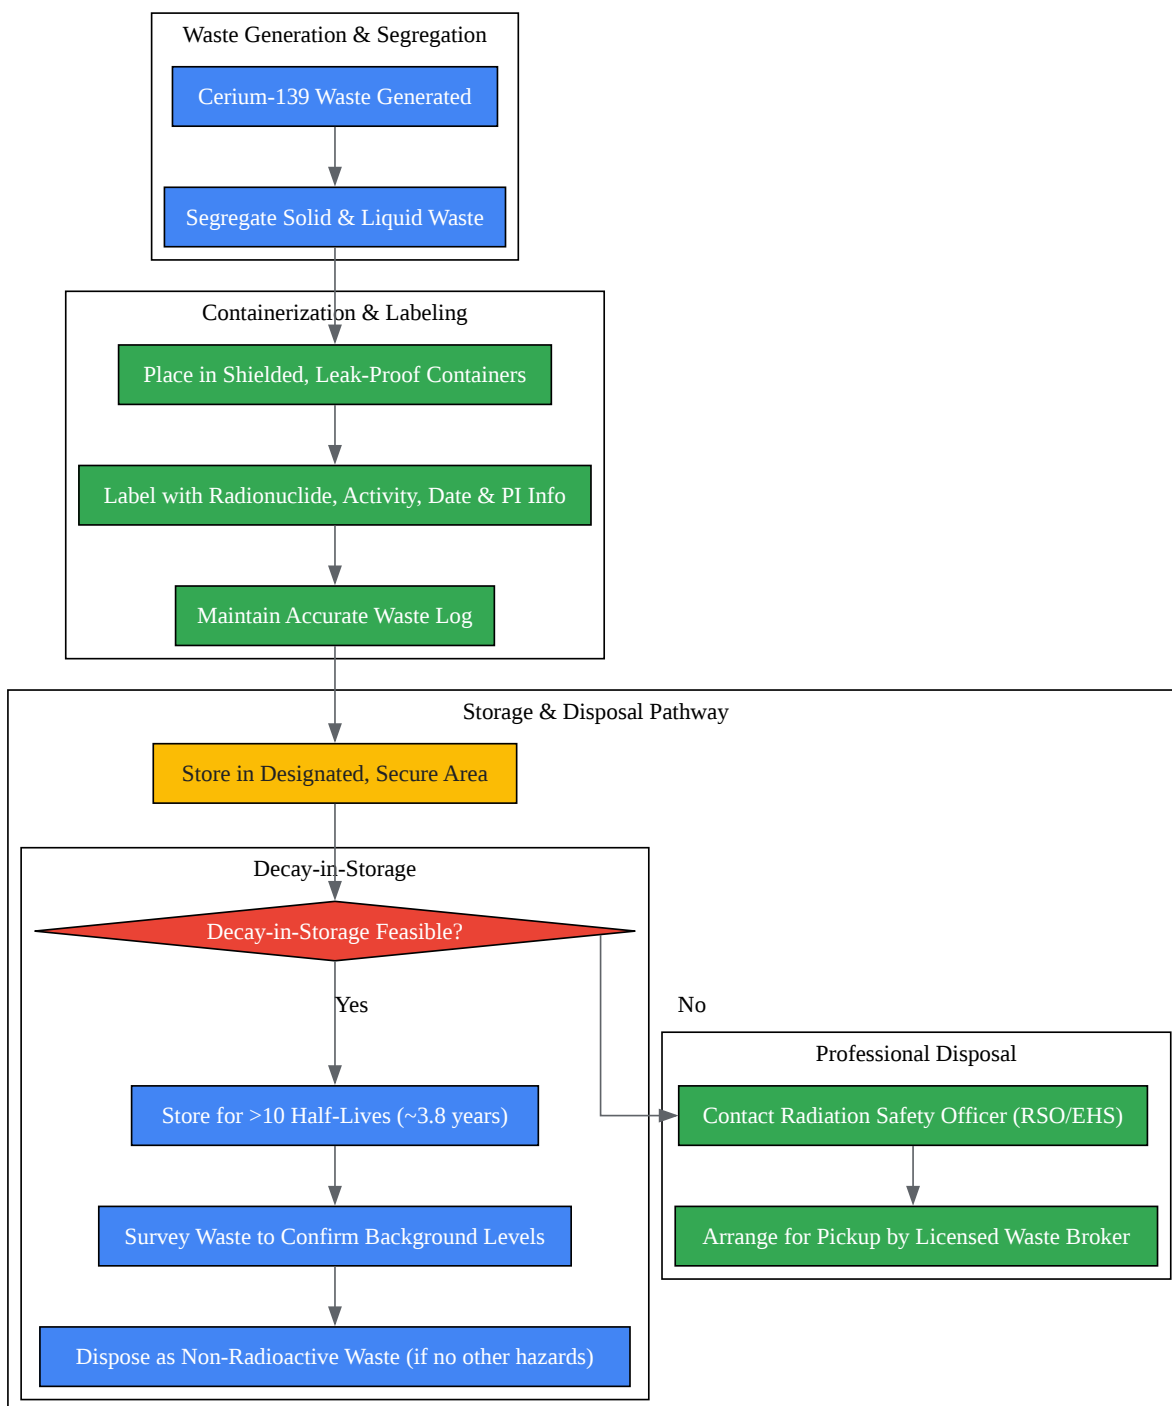 Waste Generation & Segregation
Cerium-139 Waste Generated
Segregate Solid & Liquid Waste
Containerization & Labeling
Place in Shielded, Leak-Proof Containers
Label with Radionuclide, Activity, Date & PI Info
Maintain Accurate Waste Log
Storage & Disposal Pathway
Store in Designated, Secure Area
Decay-in-Storage
Decay-in-Storage Feasible?
Yes
No
Professional Disposal
Store for >10 Half-Lives (~3.8 years)
Contact Radiation Safety Officer (RSO/EHS)
Survey Waste to Confirm Background Levels
Arrange for Pickup by Licensed Waste Broker
Dispose as Non-Radioactive Waste (if no other hazards)